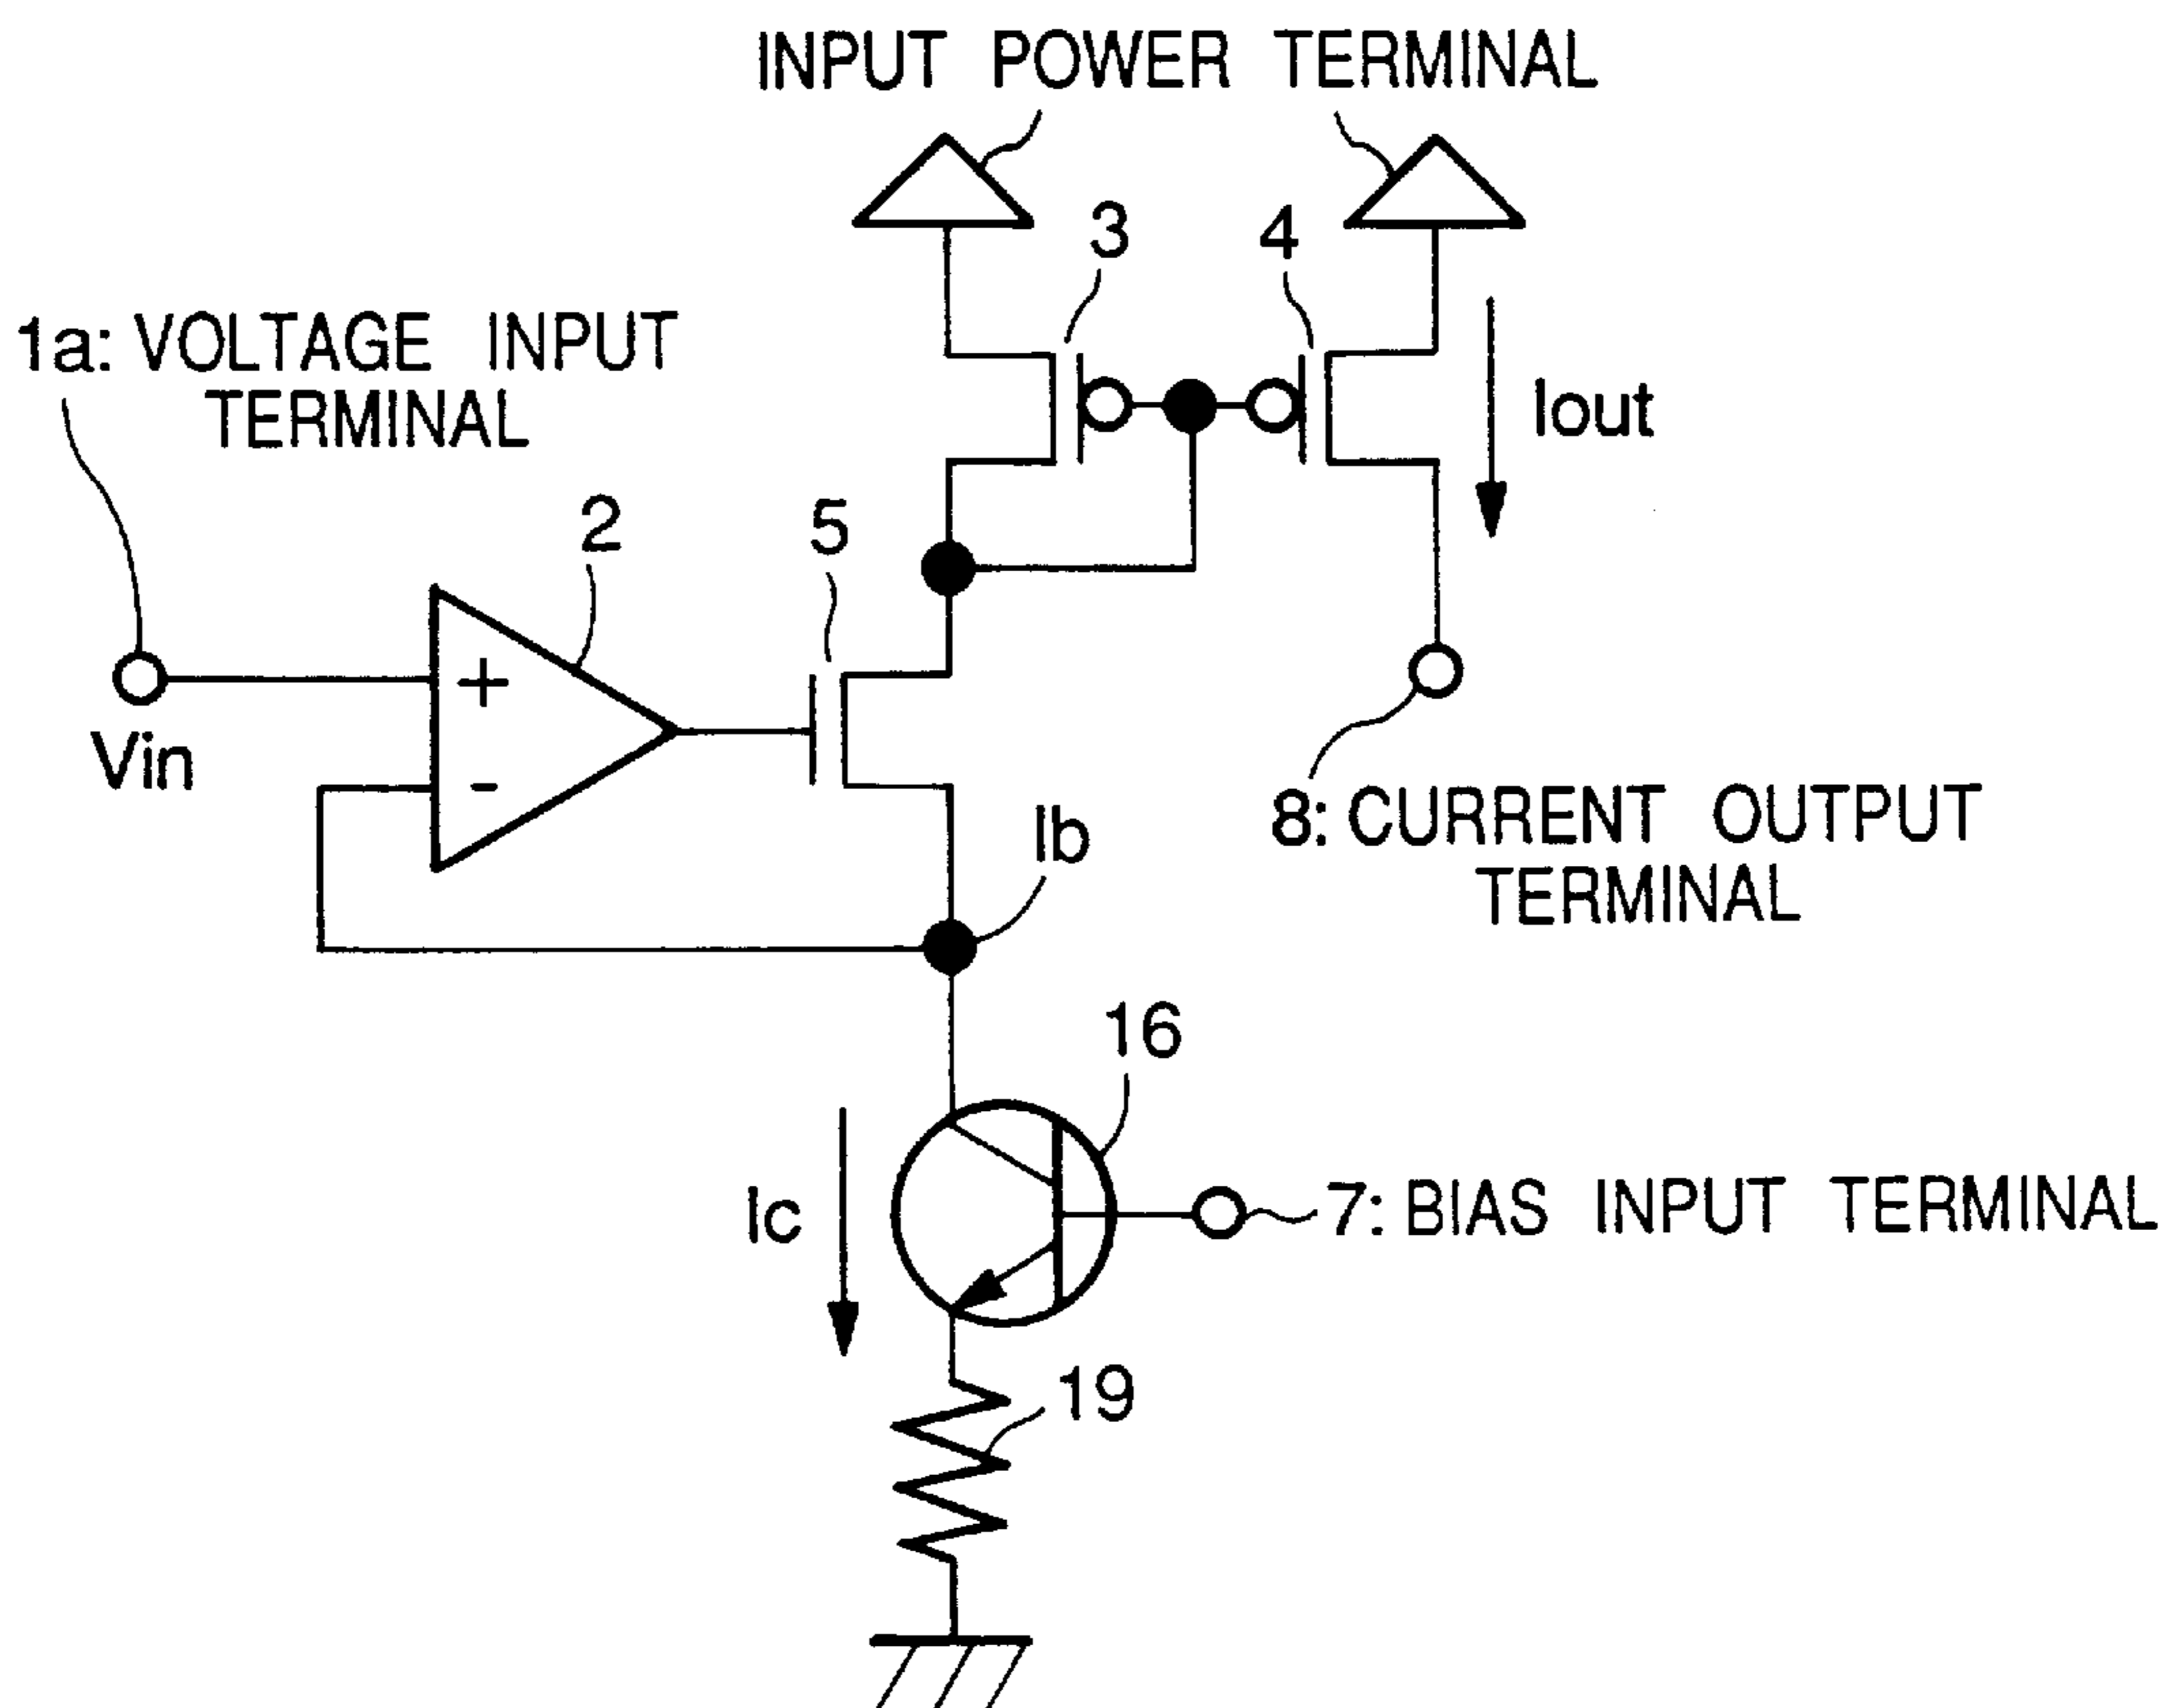 INPUT POWER TERMINAL
3
4
1a: VOLTAGE INPUT
TERMINAL
Iout
2
5
+
Vin
-
8: CURRENT OUTPUT
TERMINAL
Ib
16
Ic
7: BIAS INPUT TERMINAL
19